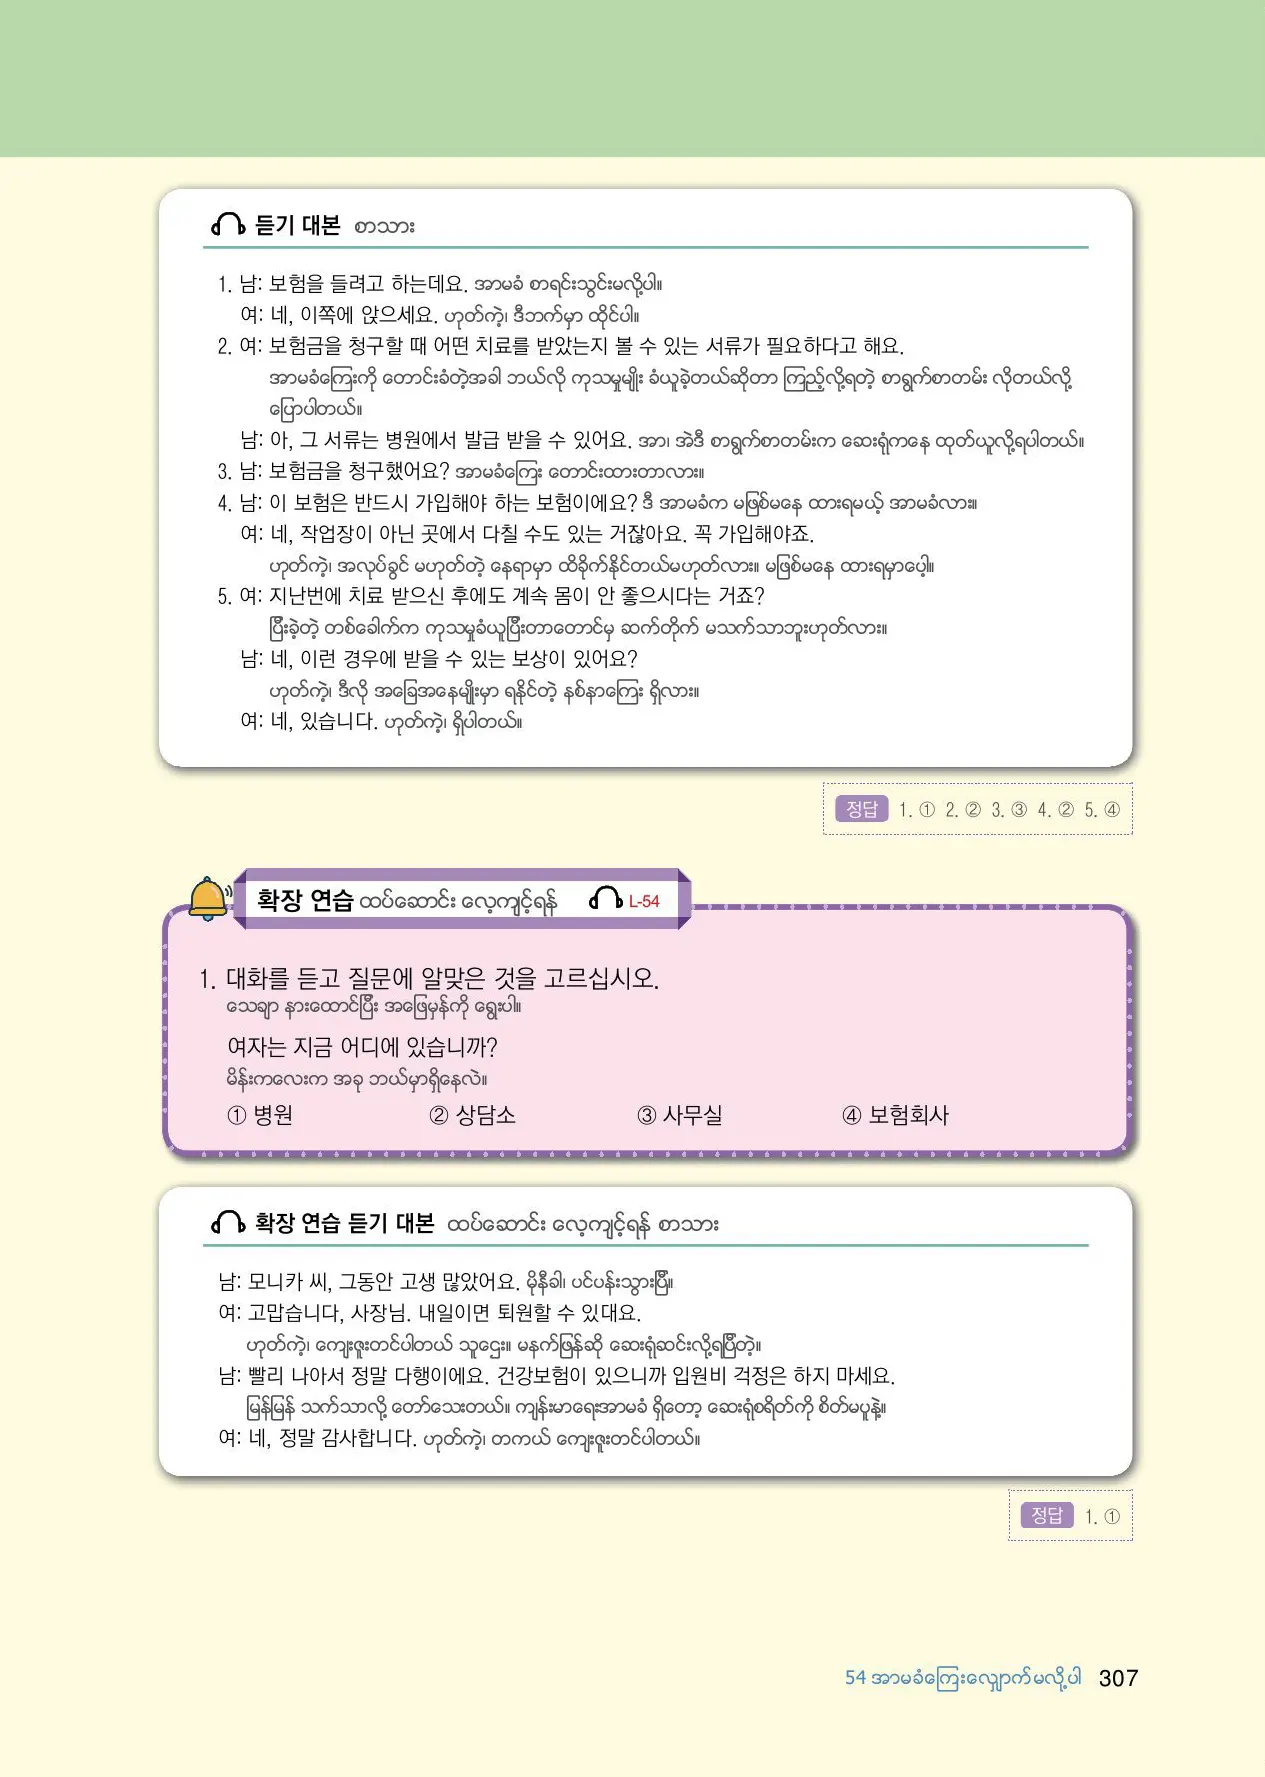 듣기 대본 စာသား
1. 남: 보험을 들려고 하는데요. အာမခံ စာရင်းသွင်းမလို့ပါ။
여: 네, 이쪽에 앉으세요. ဟုတ်ကဲ့၊ ဒီဘက်မှာ ထိုင်ပါ။
2. 여: 보험금을 청구할 때 어떤 치료를 받았는지 볼 수 있는 서류가 필요하다고 해요.
အာမခံကြေးကို တောင်းခံတဲ့အခါ ဘယ်လို ကုသမှုမျိုး ခံယူခဲ့တယ်ဆိုတာ ကြည့်လို့ရတဲ့ စာရွက်စာတမ်း လိုတယ်လို့
ပြောပါတယ်။
남: 아, 그 서류는 병원에서 발급 받을 수 있어요. အာ၊ အဲဒီ စာရွက်စာတမ်းက ဆေးရုံကနေ ထုတ်ယူလို့ရပါတယ်။
3. 남: 보험금을 청구했어요? အာမခံကြေး တောင်းထားတာလား။
4. 남: 이 보험은 반드시 가입해야 하는 보험이에요? ဒီ အာမခံက မဖြစ်မနေ ထားရမယ့် အာမခံလား။
여: 네, 작업장이 아닌 곳에서 다칠 수도 있는 거잖아요. 꼭 가입해야죠.
ဟုတ်ကဲ့၊ အလုပ်ခွင် မဟုတ်တဲ့ နေရာမှာ ထိခိုက်နိုင်တယ်မဟုတ်လား။ မဖြစ်မနေ ထားရမှာပေါ့။
5. 여: 지난번에 치료 받으신 후에도 계속 몸이 안 좋으시다는 거죠?
ပြီးခဲ့တဲ့ တစ်ခေါက်က ကုသမှုခံယူပြီးတာတောင်မှ ဆက်တိုက် မသက်သာဘူးဟုတ်လား။
남: 네, 이런 경우에 받을 수 있는 보상이 있어요?
ဟုတ်ကဲ့၊ ဒီလို အခြေအနေမျိုးမှာ ရနိုင်တဲ့ နစ်နာကြေး ရှိလား။
여: 네, 있습니다. ဟုတ်ကဲ့၊ ရှိပါတယ်။
정답 1. ① 2. ② 3. ③ 4. ② 5. ④
확장 연습 ထပ်ဆောင်း လေ့ကျင့်ရန် L-54
1. 대화를 듣고 질문에 알맞은 것을 고르십시오.
သေချာ နားထောင်ပြီး အဖြေမှန်ကို ရွေးပါ။
여자는 지금 어디에 있습니까?
မိန်းကလေးက အခု ဘယ်မှာရှိနေလဲ။
① 병원 ② 상담소 ③ 사무실 ④ 보험회사
확장 연습 듣기 대본 ထပ်ဆောင်း လေ့ကျင့်ရန် စာသား
남: 모니카 씨, 그동안 고생 많았어요. မိုနီခါ၊ ပင်ပန်းသွားပြီ။
여: 고맙습니다, 사장님. 내일이면 퇴원할 수 있대요.
ဟုတ်ကဲ့၊ ကျေးဇူးတင်ပါတယ် သူဌေး။ မနက်ဖြန်ဆို ဆေးရုံဆင်းလို့ရပြီတဲ့။
남: 빨리 나아서 정말 다행이에요. 건강보험이 있으니까 입원비 걱정은 하지 마세요.
မြန်မြန် သက်သာလို့ တော်သေးတယ်။ ကျန်းမာရေးအာမခံ ရှိတော့ ဆေးရုံစရိတ်ကို စိတ်မပူနဲ့။
여: 네, 정말 감사합니다. ဟုတ်ကဲ့၊ တကယ် ကျေးဇူးတင်ပါတယ်။
정답 1. ①
54 အာမခံကြေးလျှောက်မလို့ပါ 307